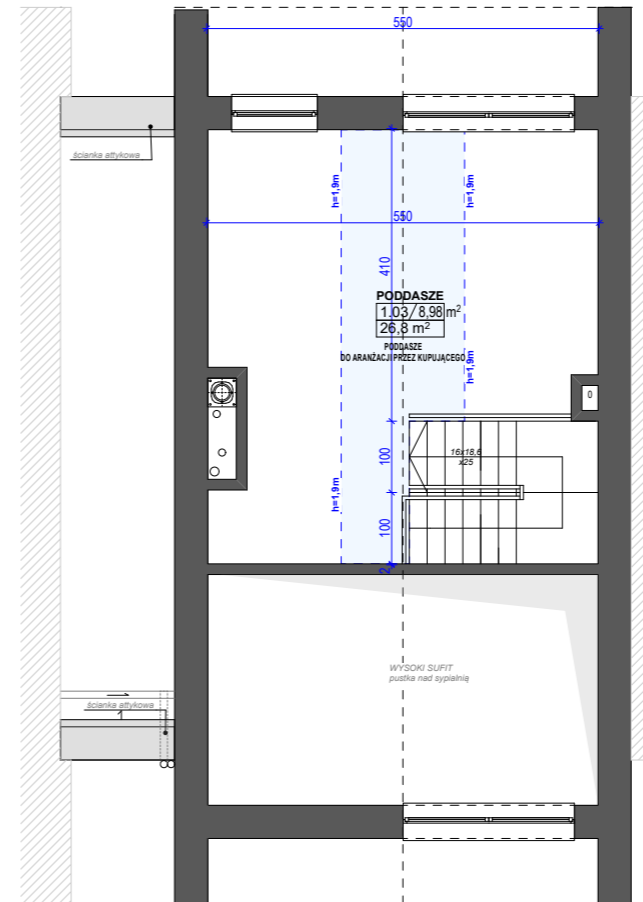 550
ścianka attykowa
h=1,9m
h=1,9m
550
410
PODDASZE
1.03/8,98 m²
26,8 m²
PODDASZE
DO ARANŻACJI PRZEZ KUPUJĄCEGO
h=1,9m
0
100
16x18,6
x25
h=1,9m
100
2
WYSOKI SUFIT
pustka nad sypialnią
ścianka attykowa
1